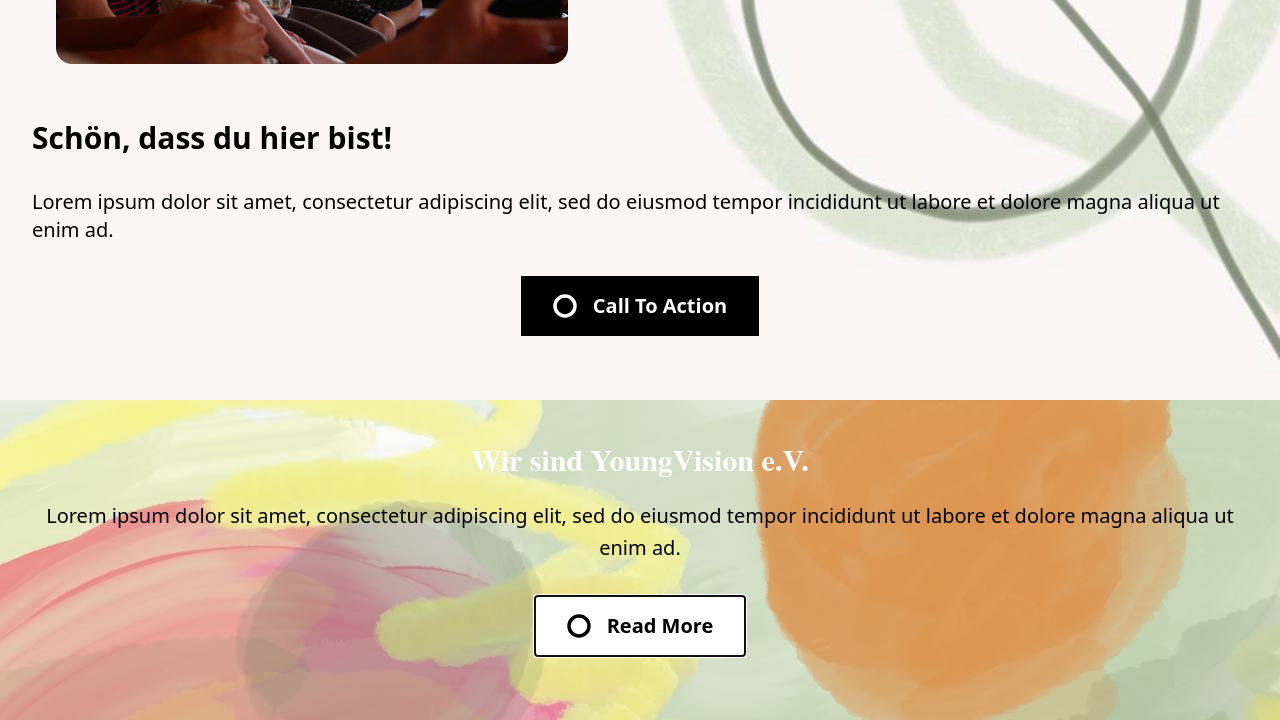 Schön, dass du hier bist!
Lorem ipsum dolor sit amet, consectetur adipiscing elit, sed do eiusmod tempor incididunt ut labore et dolore magna aliqua ut
enim ad.
Call To Action
Wir sind YoungVision e.V.
Lorem ipsum dolor sit amet, consectetur adipiscing elit, sed do eiusmod tempor incididunt ut labore et dolore magna aliqua ut
enim ad.
Read More